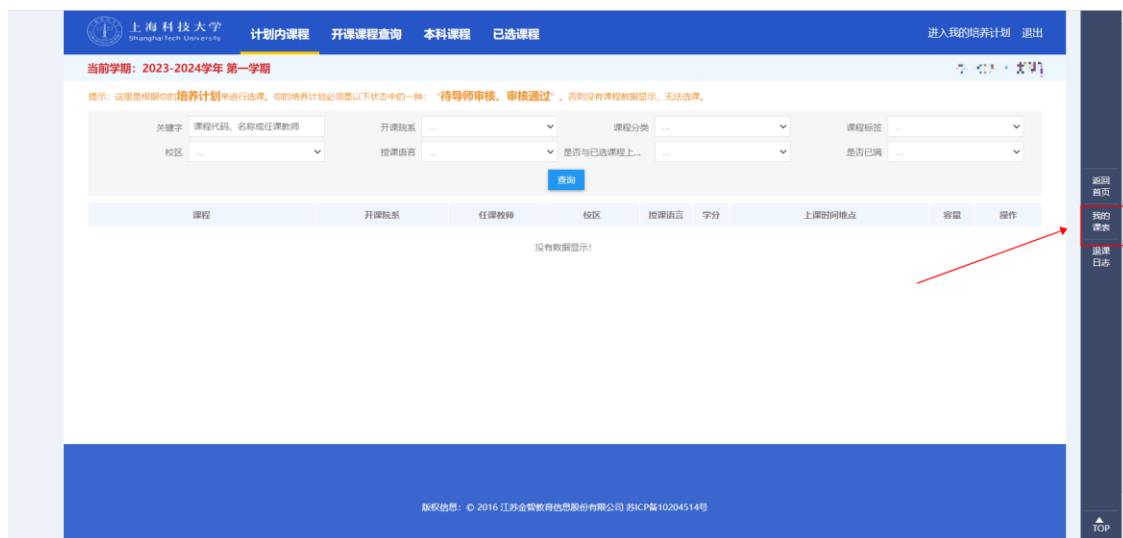 上海科技大学
ShanghaiTech University
计划内课程 开课课程查询 本科课程 已选课程
进入我的培养计划 退出
当前学期：2023-2024学年 第一学期
提示：这里是根据你的培养计划来进行选课。你的培养计划必须是以下状态中的一种： “待导师审核、审核通过” ，否则没有课程数据显示、无法选课。
关键字 课程代码、名称或任课教师 开课院系 ... 课程分类 ... 课程标签 ...
校区 ... 授课语言 ... 是否与已选课程上... ... 是否已满 ...
查询
课程 开课院系 任课教师 校区 授课语言 学分 上课时间地点 容量 操作
没有数据显示!
返回
首页
我的
课表
退课
日志
版权信息：© 2016 江苏金智教育信息股份有限公司 苏ICP备10204514号
TOP